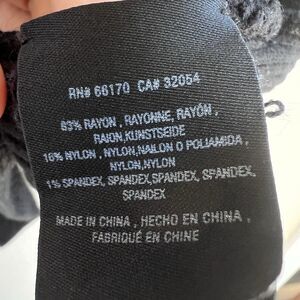 RN# 66170 CA# 32054
83% RAYON , RAYONNE, RAYÓN ,
RAION,KUNSTSEIDE
16% NYLON , NYLON,NAILON O POLIAMIDA ,
NYLON,NYLON
1% SPANDEX, SPANDEX,SPANDEX, SPANDEX,
SPANDEX
MADE IN CHINA , HECHO EN CHINA ,
FABRIQUÉ EN CHINE